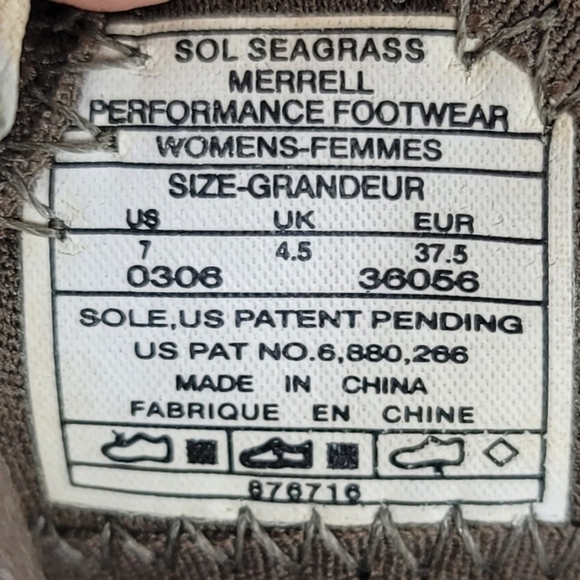 SOL SEAGRASS
MERRELL
PERFORMANCE FOOTWEAR
WOMENS-FEMMES
SIZE-GRANDEUR
US UK EUR
7 4.5 37.5
0306 36056
SOLE,US PATENT PENDING
US PAT NO.6,880,266
MADE IN CHINA
FABRIQUE EN CHINE
676716